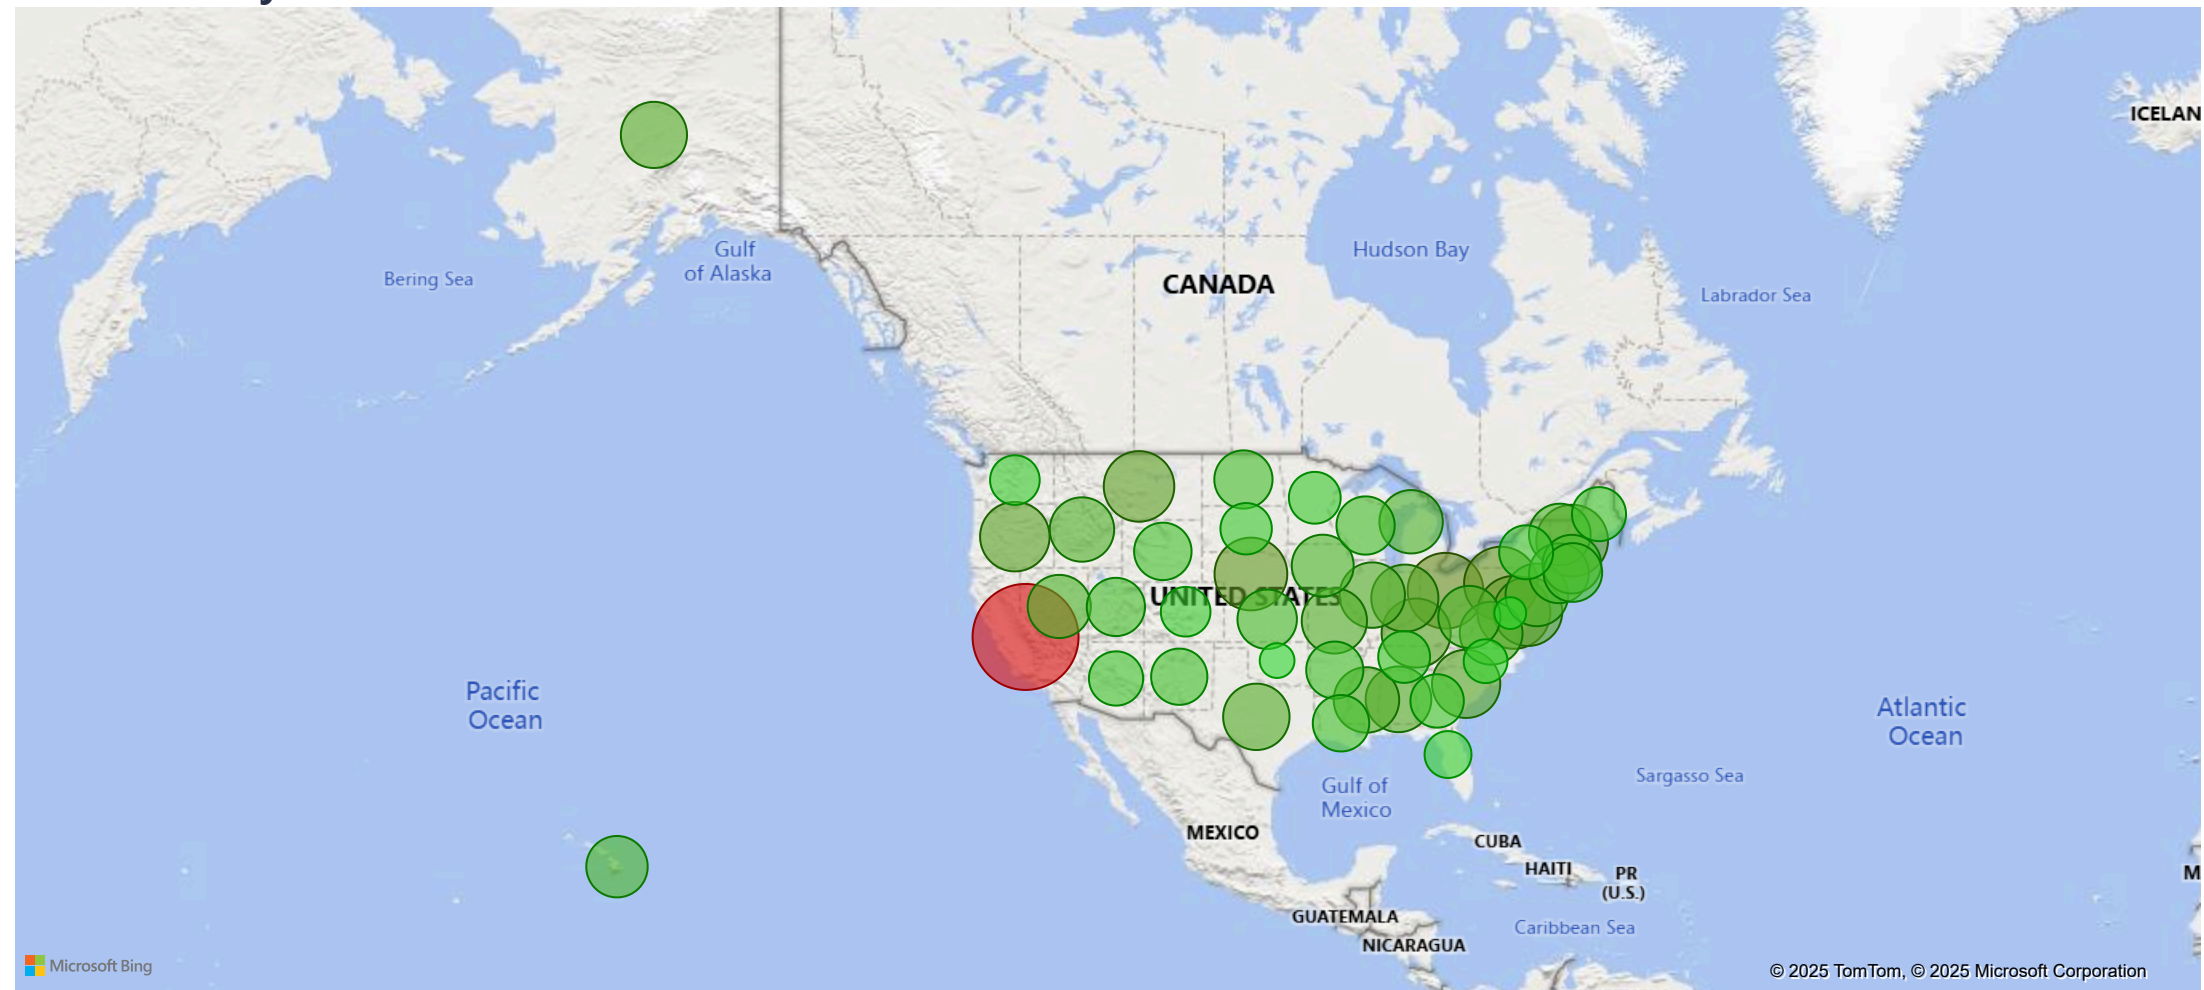 ICELAN
Gulf
of Alaska
Hudson Bay
Bering Sea
CANADA
Labrador Sea
UNITED STATES
Pacific
Ocean
Atlantic
Ocean
Sargasso Sea
Gulf of
Mexico
MEXICO
CUBA
HAITI
PR
(U.S.)
M
GUATEMALA
Caribbean Sea
NICARAGUA
Microsoft Bing
© 2025 TomTom, © 2025 Microsoft Corporation